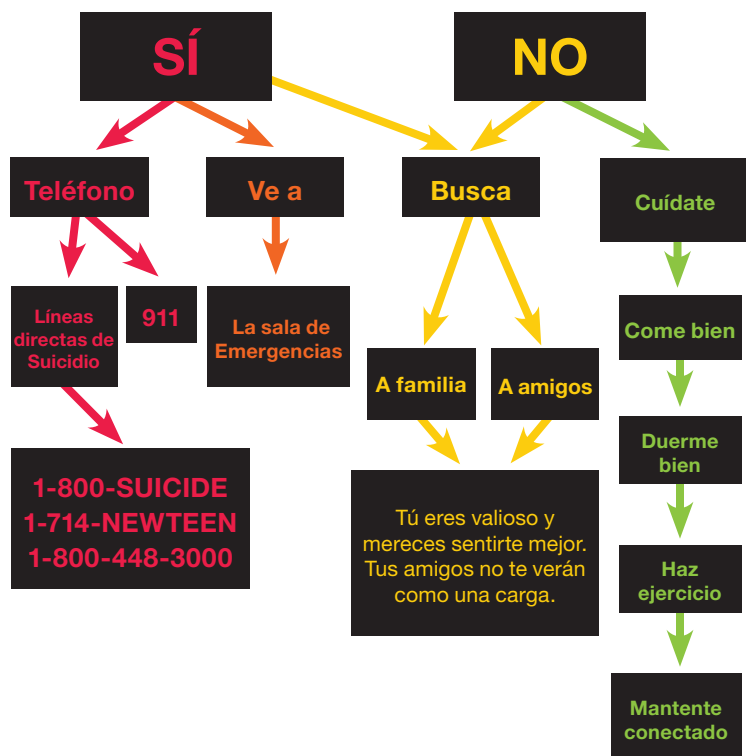 SÍ
NO
Teléfono
Ve a
Busca
Cuídate
Líneas
directas de
Suicidio
911
La sala de
Emergencias
Come bien
A familia
A amigos
Duerme
bien
1-800-SUICIDE
1-714-NEWTEEN
1-800-448-3000
Tú eres valioso y
mereces sentirte mejor.
Tus amigos no te verán
como una carga.
Haz
ejercicio
Mantente
conectado